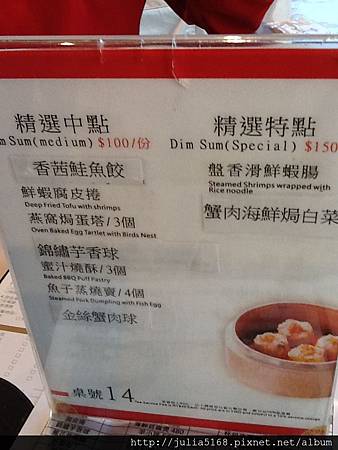 精選中點
m Sum(medium) $100/份
香茜鮭魚餃
鮮蝦腐皮捲
Deep Fried Tofu with shrimps
燕窩焗蛋塔/3個
Oven Baked Egg Tartlet with Birds Nest
錦繡芋香球
蜜汁燒酥/3個
Baked BBQ Puff Pastry
魚子蒸燒賣/4個
Steamed Pork Dumpling with Fish Egg
金絲蟹肉球
桌號 14
精選特點
Dim Sum(Special) $150
盤香滑鮮蝦腸
Steamed Shrimps wrapped with
Rice noodle
蟹肉海鮮焗白菜
http://julia5168.pixnet.net/album